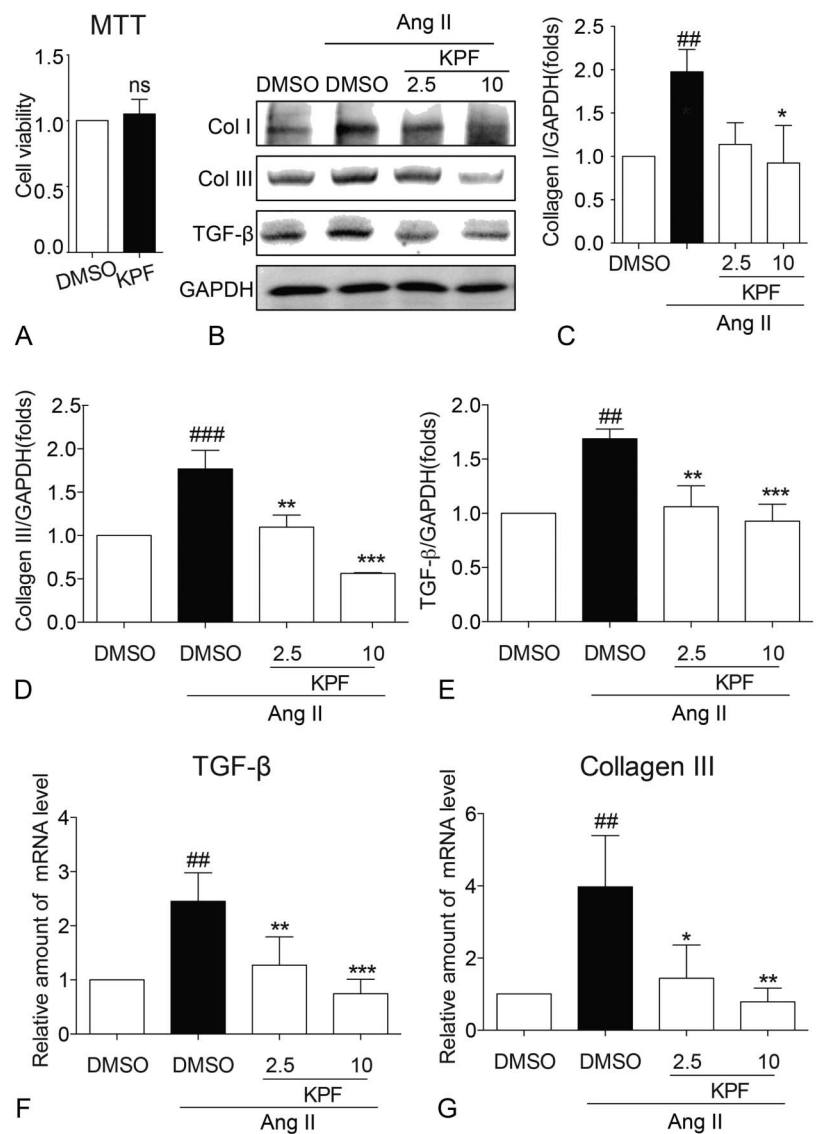 MTT
Cell viability
1.5
1.0
0.5
0.0
ns
DMSO
KPF
A
Ang II
KPF
DMSO DMSO 2.5 10
Col I
Col III
TGF-β
GAPDH
B
Collagen I/GAPDH(folds)
2.5
2.0
1.5
1.0
0.5
0.0
##
*
*
DMSO
2.5 10
KPF
Ang II
C
Collagen III/GAPDH(folds)
2.5
2.0
1.5
1.0
0.5
0.0
###
**
***
DMSO DMSO 2.5 10
KPF
Ang II
D
TGF-β/GAPDH(folds)
2.0
1.5
1.0
0.5
0.0
##
**
***
DMSO DMSO 2.5 10
KPF
Ang II
E
TGF-β
Relative amount of mRNA level
4
3
2
1
0
##
**
***
DMSO DMSO 2.5 10
KPF
Ang II
F
Collagen III
Relative amount of mRNA level
6
4
2
0
##
*
**
DMSO DMSO 2.5 10
KPF
Ang II
G